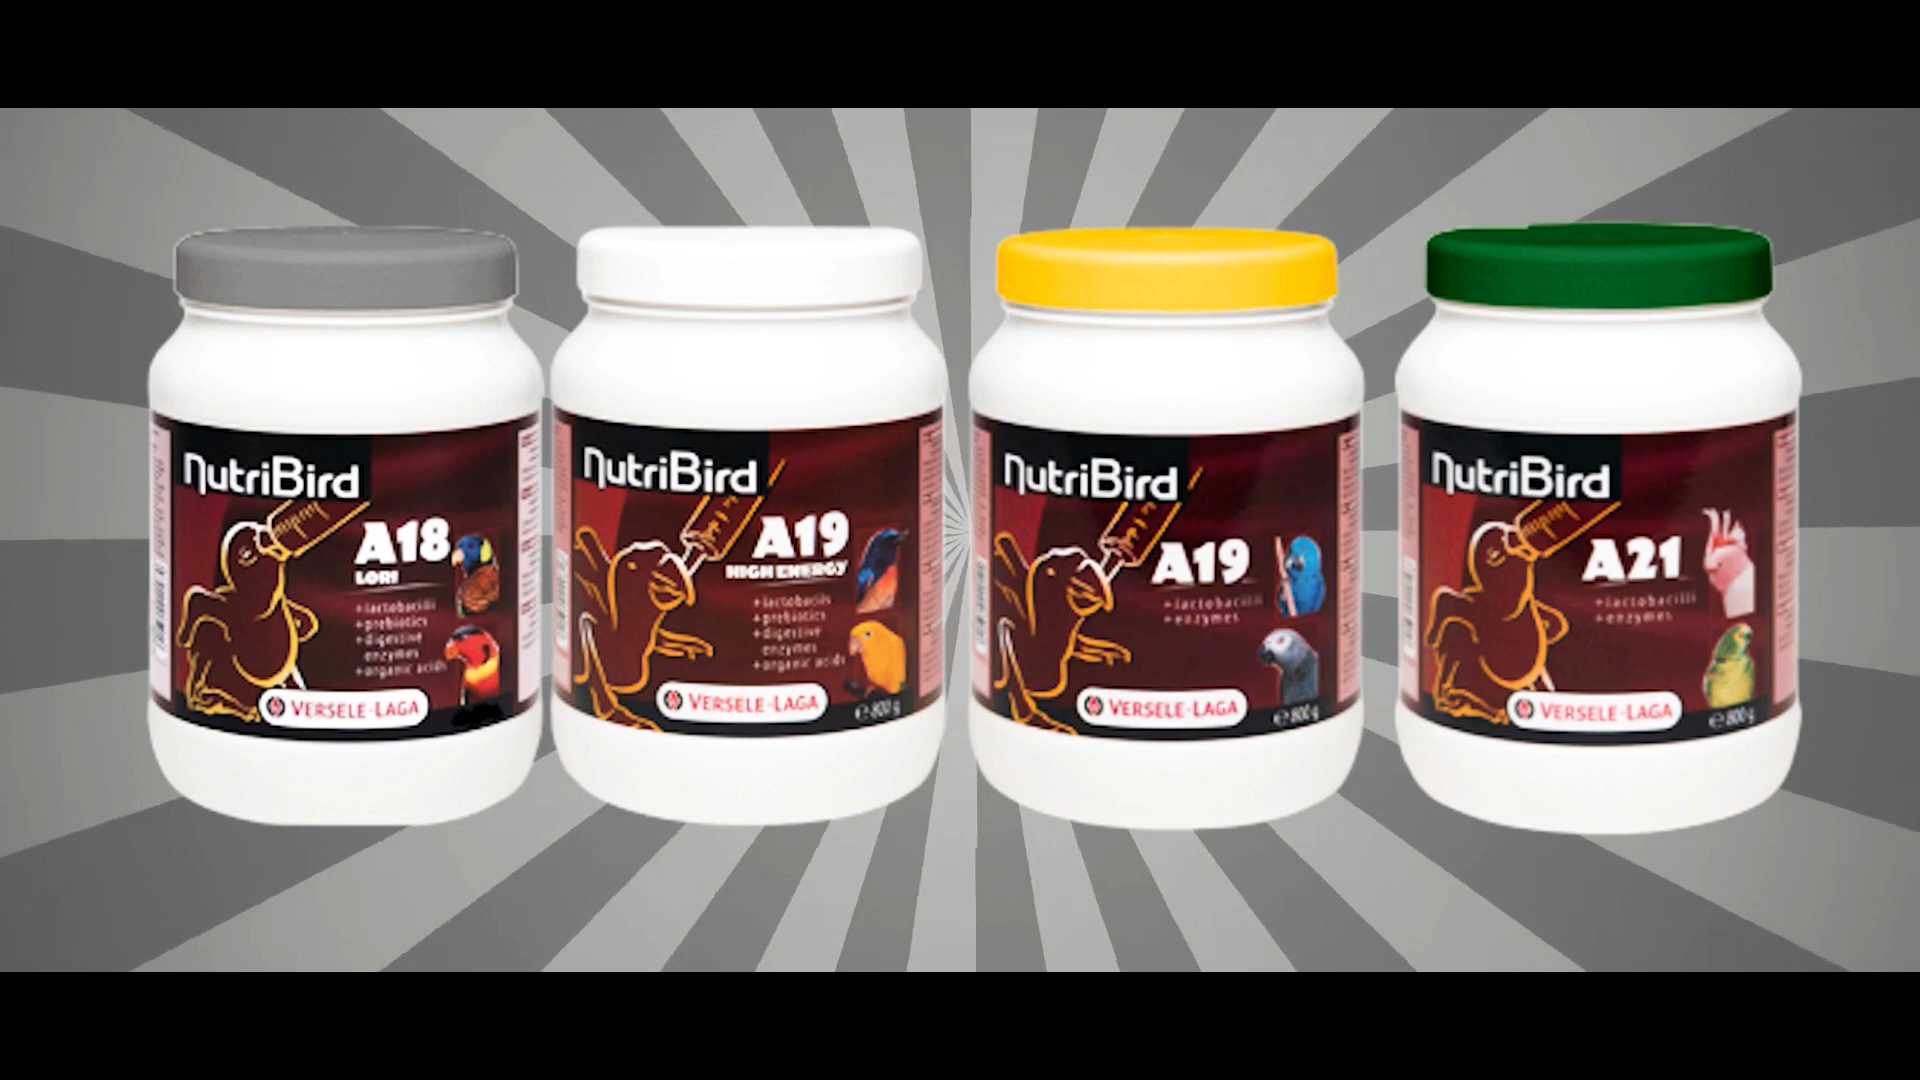 NutriBird
A18
LORI
+lactobacilli
+prebiotics
+digestive
enzymes
+organic acids
VERSELE-LAGA
NutriBird
A19
HIGH ENERGY
+lactobacilli
+prebiotics
+digestive
enzymes
+organic acids
VERSELE-LAGA
℮ 800 g
NutriBird
A19
+lactobacilli
+enzymes
VERSELE-LAGA
℮ 800 g
NutriBird
A21
+lactobacilli
+enzymes
VERSELE-LAGA
℮ 800 g